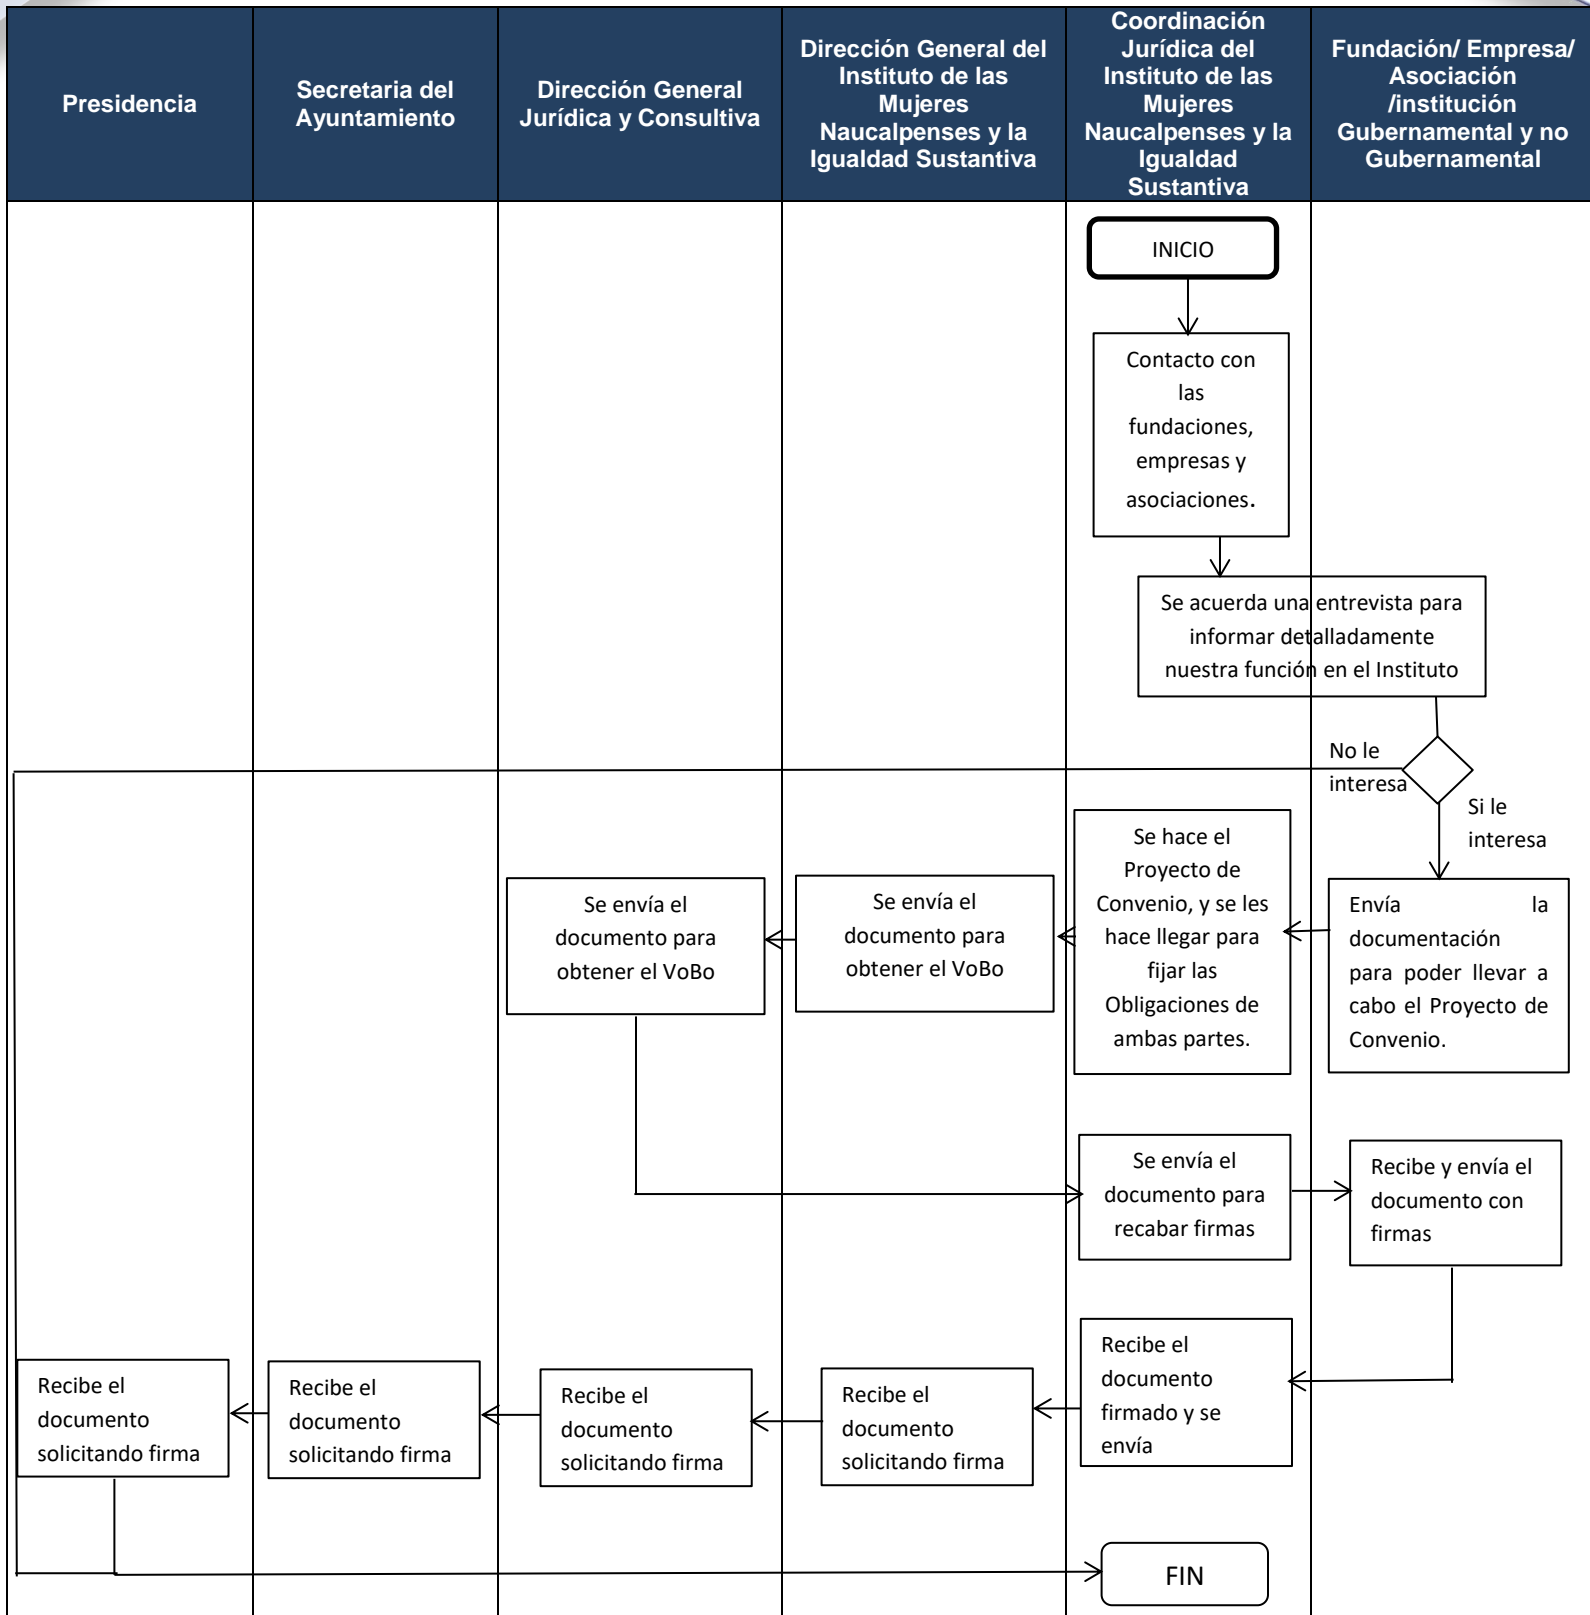 Presidencia
Secretaria del
Ayuntamiento
Dirección General
Jurídica y Consultiva
Dirección General del
Instituto de las
Mujeres
Naucalpenses y la
Igualdad Sustantiva
Coordinación
Jurídica del
Instituto de las
Mujeres
Naucalpenses y la
Igualdad
Sustantiva
Fundación/ Empresa/
Asociación
/institución
Gubernamental y no
Gubernamental
INICIO
Contacto con
las
fundaciones,
empresas y
asociaciones.
Se acuerda una entrevista para
informar detalladamente
nuestra función en el Instituto
No le
interesa
Si le
interesa
Envía la
documentación
para poder llevar a
cabo el Proyecto de
Convenio.
Se hace el
Proyecto de
Convenio, y se les
hace llegar para
fijar las
Obligaciones de
ambas partes.
Se envía el
documento para
obtener el VoBo
Se envía el
documento para
obtener el VoBo
Se envía el
documento para
recabar firmas
Recibe y envía el
documento con
firmas
Recibe el
documento
firmado y se
envía
Recibe el
documento
solicitando firma
Recibe el
documento
solicitando firma
Recibe el
documento
solicitando firma
Recibe el
documento
solicitando firma
FIN